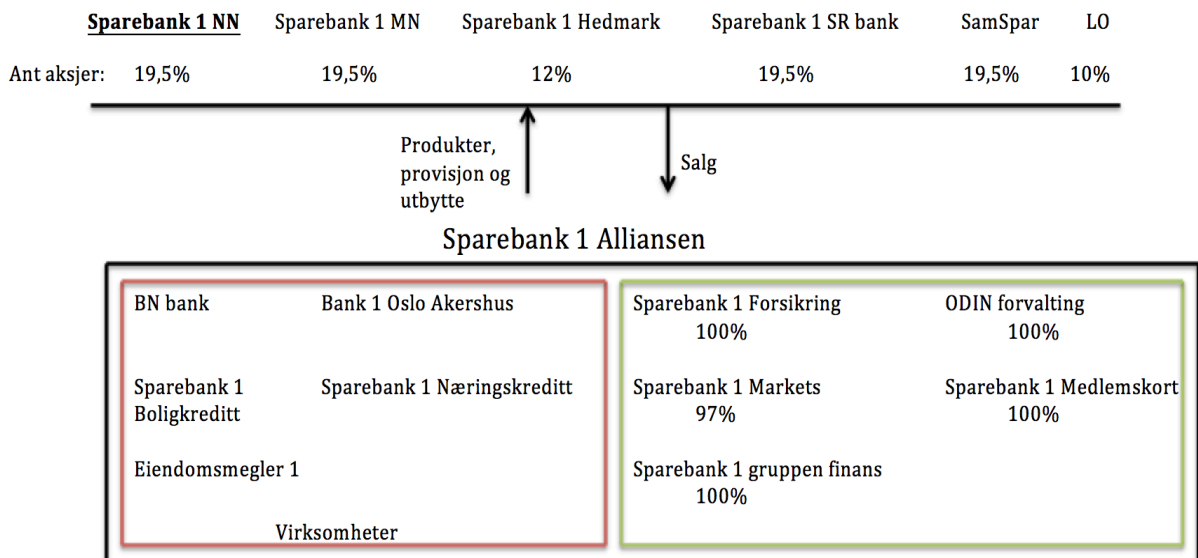 Sparebank 1 NN Sparebank 1 MN Sparebank 1 Hedmark Sparebank 1 SR bank SamSpar LO
Ant aksjer: 19,5% 19,5% 12% 19,5% 19,5% 10%
Produkter,
provisjon og
utbytte
Salg
Sparebank 1 Alliansen
BN bank Bank 1 Oslo Akershus
Sparebank 1
Boligkreditt
Sparebank 1 Næringskreditt
Eiendomsmegler 1
Virksomheter
Sparebank 1 Forsikring ODIN forvalting
100% 100%
Sparebank 1 Markets Sparebank 1 Medlemskort
97% 100%
Sparebank 1 gruppen finans
100%